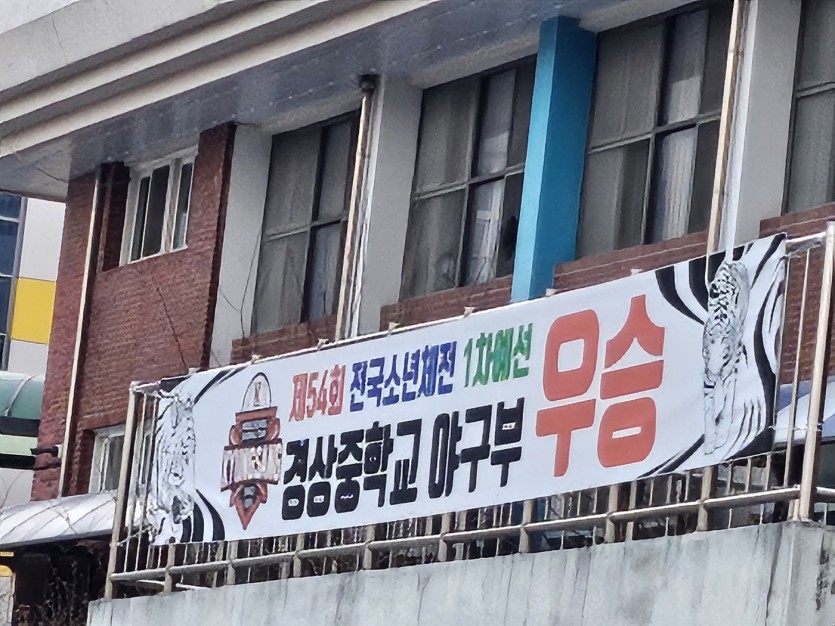 제54회 전국소년체전 1차예선
경상중학교 야구부
우승